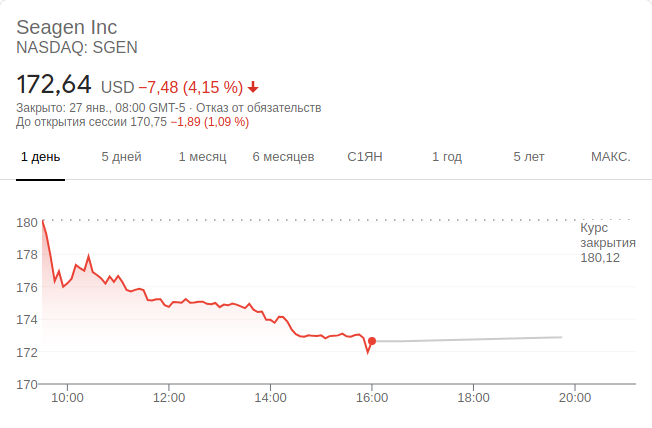 Seagen Inc
NASDAQ: SGEN
172,64 USD −7,48 (4,15 %)
Закрыто: 27 янв., 08:00 GMT-5 · Отказ от обязательств
До открытия сессии 170,75 −1,89 (1,09 %)
1 день 5 дней 1 месяц 6 месяцев С1ЯН 1 год 5 лет МАКС.
180
Курс
закрытия
180,12
178
176
174
172
170
10:00 12:00 14:00 16:00 18:00 20:00